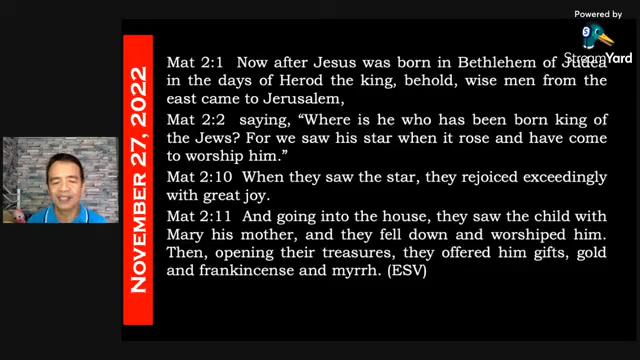 Powered by
StreamYard
NOVEMBER 27, 2022
Mat 2:1 Now after Jesus was born in Bethlehem of Judea
in the days of Herod the king, behold, wise men from the
east came to Jerusalem,
Mat 2:2 saying, “Where is he who has been born king of
the Jews? For we saw his star when it rose and have come
to worship him.”
Mat 2:10 When they saw the star, they rejoiced exceedingly
with great joy.
Mat 2:11 And going into the house, they saw the child with
Mary his mother, and they fell down and worshiped him.
Then, opening their treasures, they offered him gifts, gold
and frankincense and myrrh. (ESV)